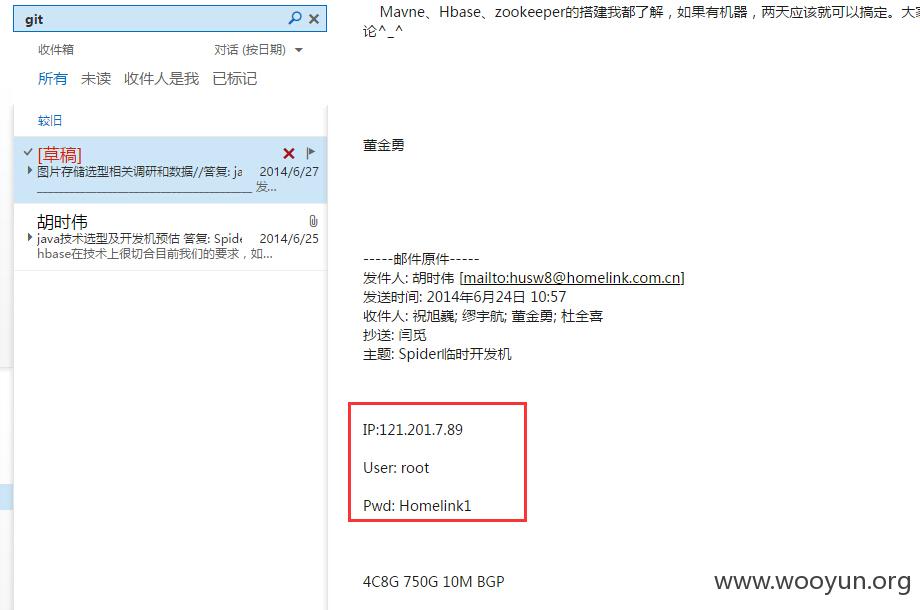 git
收件箱
对话 (按日期)
所有 未读 收件人是我 已标记
较旧
[草稿]
图片存储选型相关调研和数据//答复: ja 2014/6/27
发...
胡时伟
java技术选型及开发机预估 答复: Spide 2014/6/25
hbase在技术上很切合目前我们的要求，如...
Mavne、Hbase、zookeeper的搭建我都了解，如果有机器，两天应该就可以搞定。大家
论^_^
董金勇
-----邮件原件-----
发件人: 胡时伟 [mailto:husw8@homelink.com.cn]
发送时间: 2014年6月24日 10:57
收件人: 祝旭巍; 缪宇航; 董金勇; 杜全喜
抄送: 闫觅
主题: Spider临时开发机
IP:121.201.7.89
User: root
Pwd: Homelink1
4C8G 750G 10M BGP
www.wooyun.org